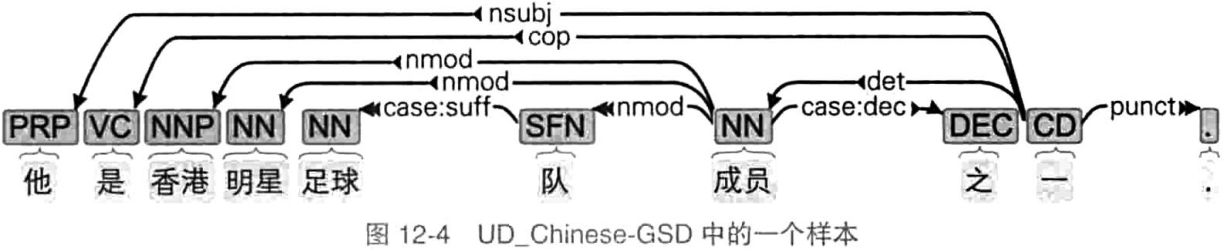 nsubj
cop
nmod
nmod det
case:suff nmod case:dec punct
PRP VC NNP NN NN SFN NN DEC CD .
他 是 香港 明星 足球 队 成员 之 一 .
图 12-4 UD_Chinese-GSD 中的一个样本